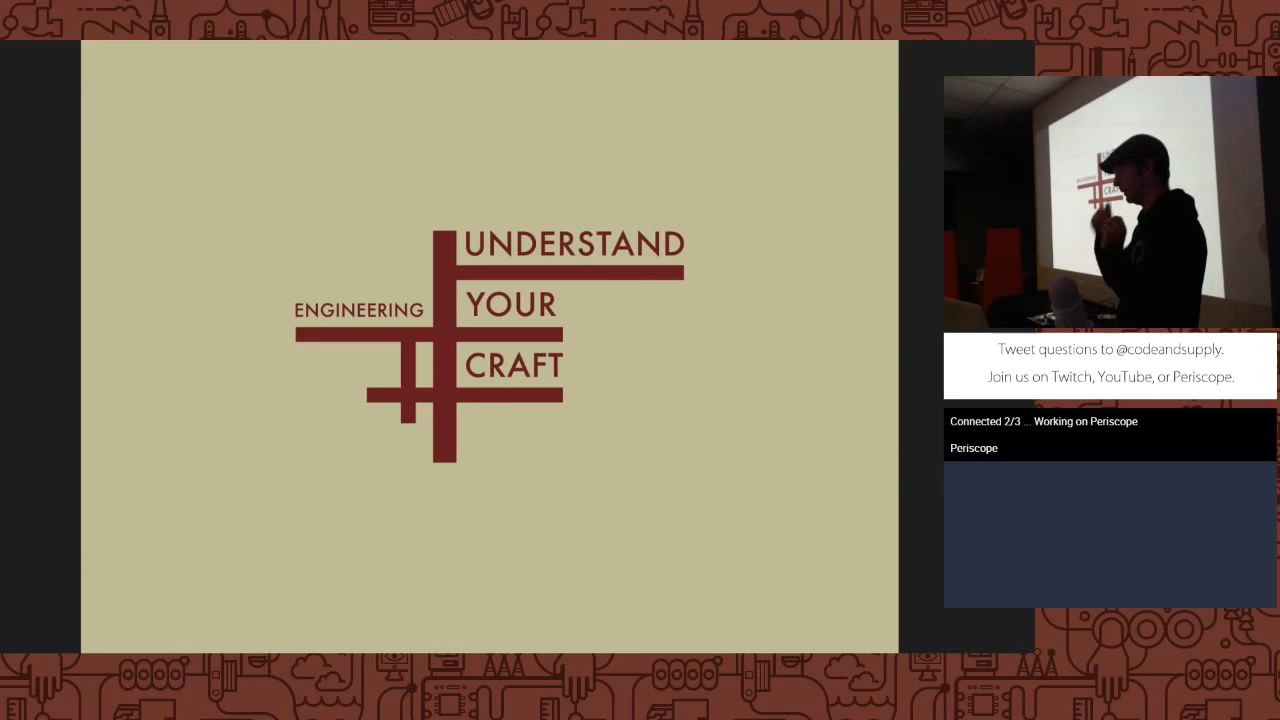 UNDERSTAND
ENGINEERING
YOUR
CRAFT
Tweet questions to @codeandsupply.
Join us on Twitch, YouTube, or Periscope.
Connected 2/3 ... Working on Periscope
Periscope